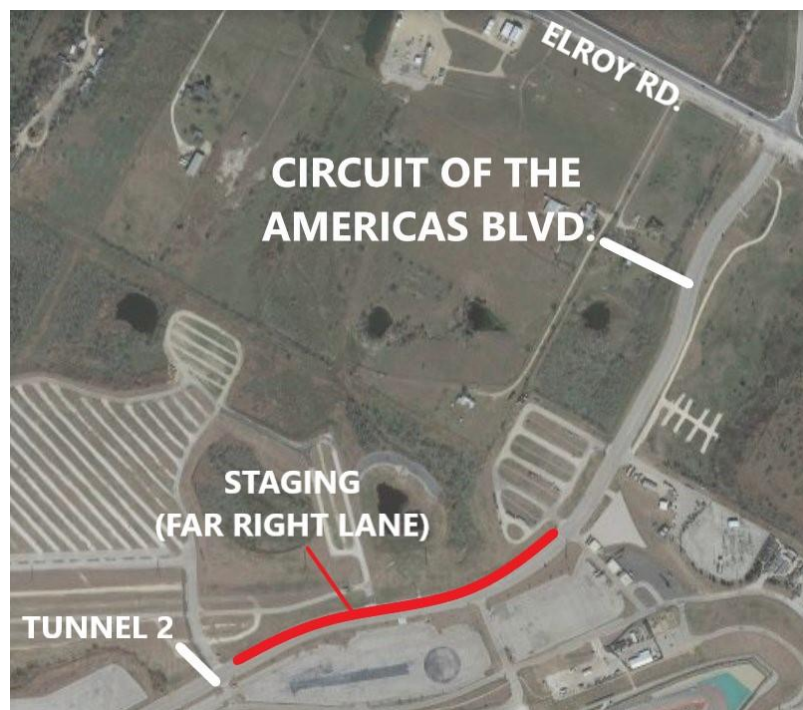 ELROY RD.
CIRCUIT OF THE
AMERICAS BLVD.
STAGING
(FAR RIGHT LANE)
TUNNEL 2